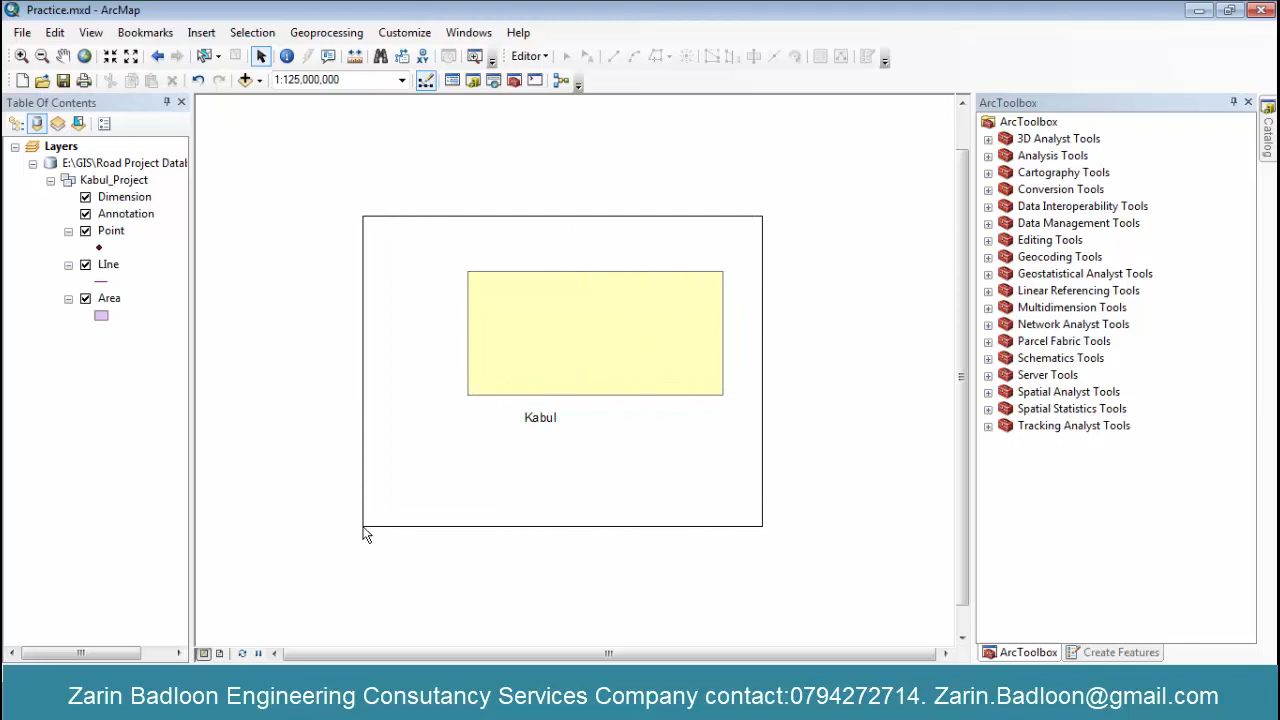 Practice.mxd - ArcMap
File Edit View Bookmarks Insert Selection Geoprocessing Customize Windows Help
Editor
1:125,000,000
Table Of Contents
Layers
E:\GIS\Road Project Datab
Kabul_Project
Dimension
Annotation
Point
LIne
Area
Kabul
ArcToolbox
ArcToolbox
3D Analyst Tools
Analysis Tools
Cartography Tools
Conversion Tools
Data Interoperability Tools
Data Management Tools
Editing Tools
Geocoding Tools
Geostatistical Analyst Tools
Linear Referencing Tools
Multidimension Tools
Network Analyst Tools
Parcel Fabric Tools
Schematics Tools
Server Tools
Spatial Analyst Tools
Spatial Statistics Tools
Tracking Analyst Tools
ArcToolbox Create Features
Catalog
Zarin Badloon Engineering Consutancy Services Company contact:0794272714. Zarin.Badloon@gmail.com